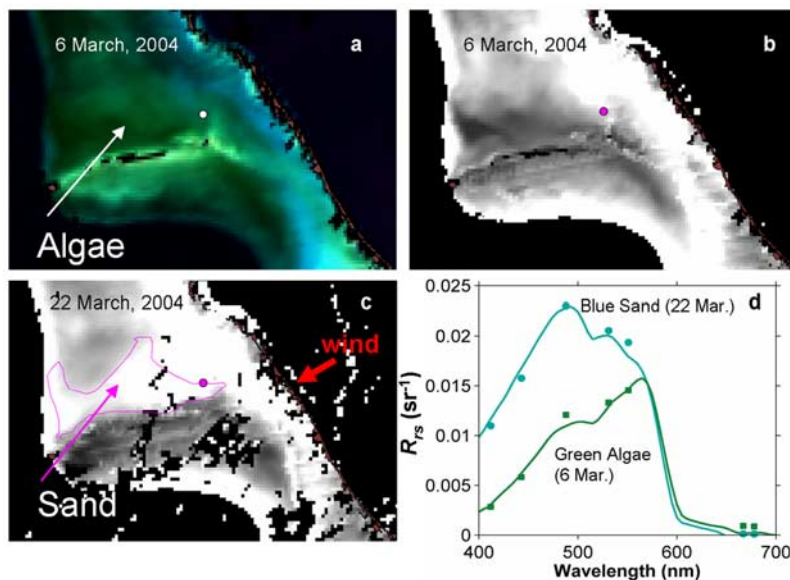 6 March, 2004
a
Algae
6 March, 2004
b
22 March, 2004
c
wind
Sand
d
0.025
0.02
0.015
0.01
0.005
0
Rrs (sr-1)
Blue Sand (22 Mar.)
Green Algae
(6 Mar.)
400
500
600
700
Wavelength (nm)